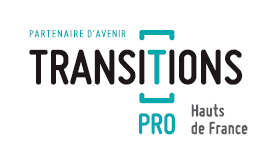 PARTENAIRE D'AVENIR
TRANSITIONS
PRO
Hauts
de France